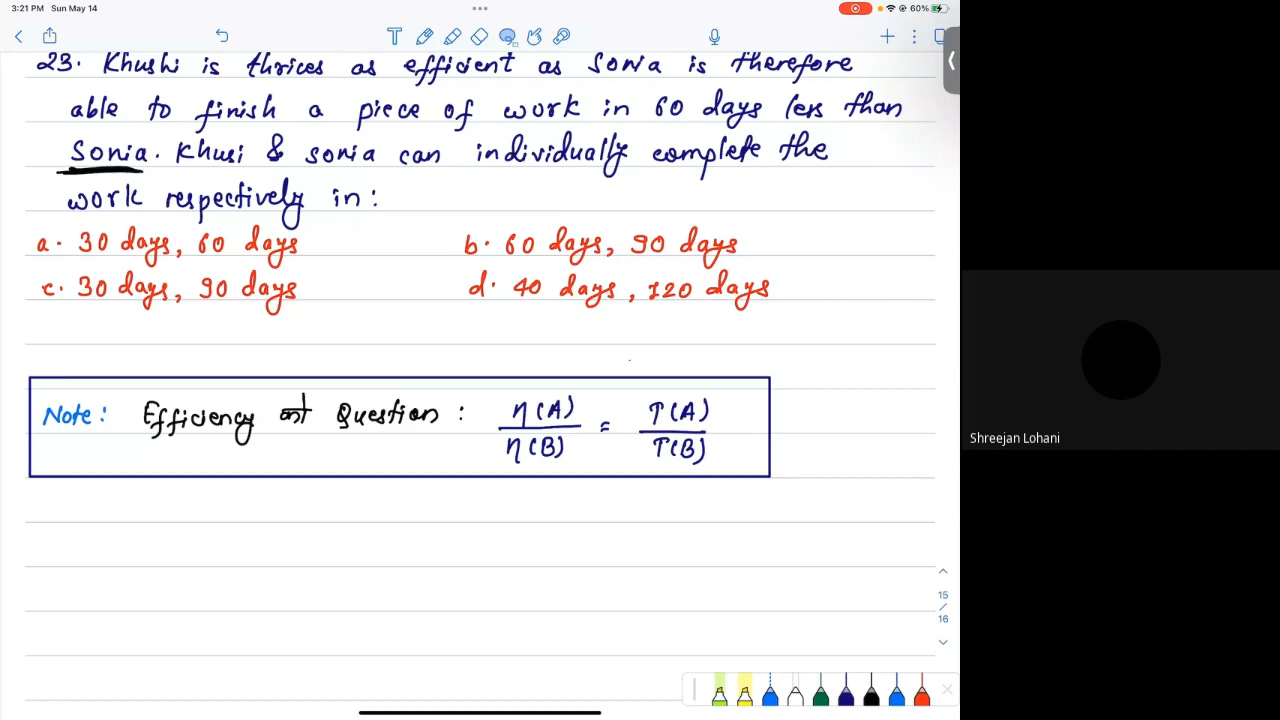 3:21 PM Sun May 14
60%
23. Khushi is thrices as efficient as Sonia is therefore
able to finish a piece of work in 60 days less than
Sonia. Khusi & sonia can individually complete the
work respectively in:
a. 30 days, 60 days
b. 60 days, 90 days
c. 30 days, 90 days
d. 40 days, 120 days
Note: Efficiency Question: η(A)/η(B) = T(A)/T(B)
15
/
16
Shreejan Lohani